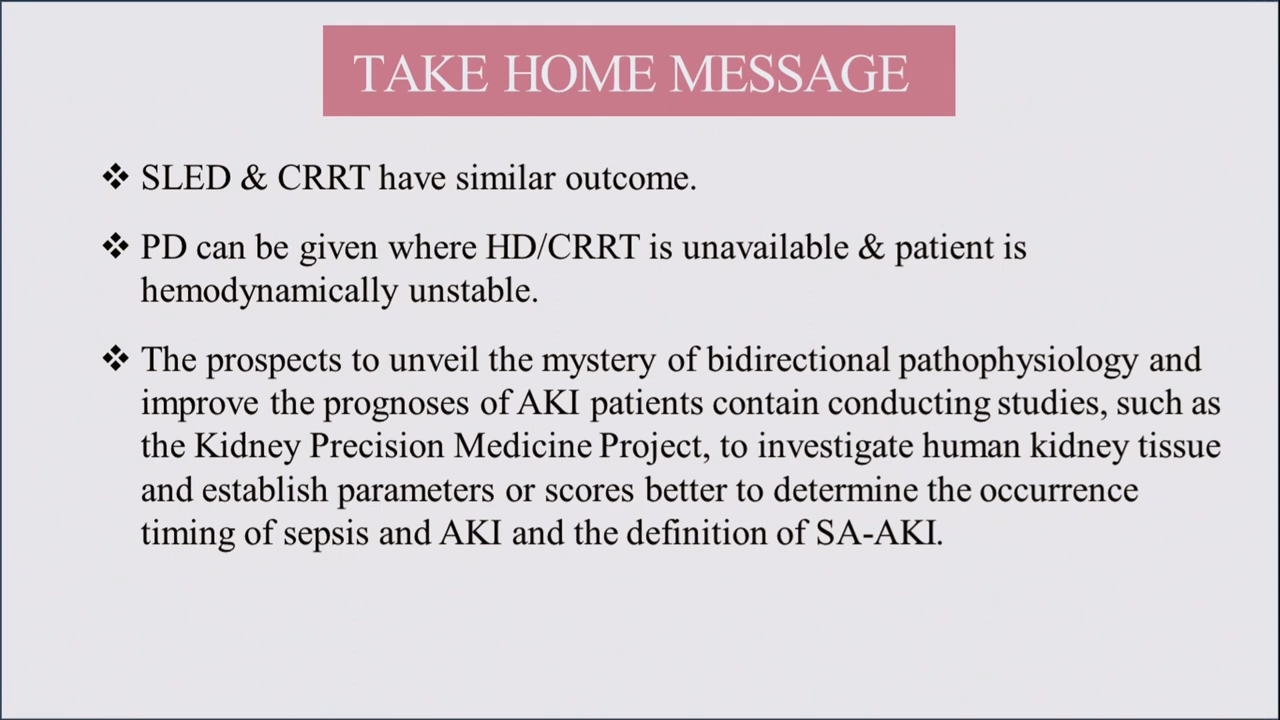 TAKE HOME MESSAGE
❖ SLED & CRRT have similar outcome.
❖ PD can be given where HD/CRRT is unavailable & patient is
hemodynamically unstable.
❖ The prospects to unveil the mystery of bidirectional pathophysiology and
improve the prognoses of AKI patients contain conducting studies, such as
the Kidney Precision Medicine Project, to investigate human kidney tissue
and establish parameters or scores better to determine the occurrence
timing of sepsis and AKI and the definition of SA-AKI.